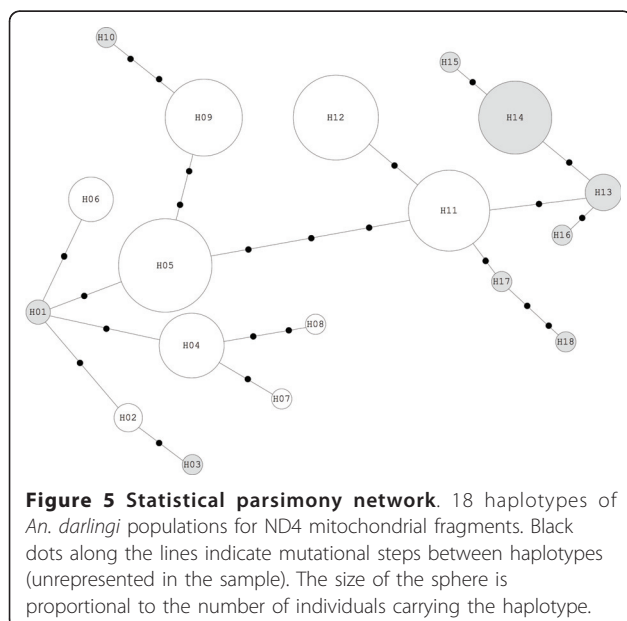 H10
H15
H09
H12
H14
H06
H13
H11
H16
H05
H17
H01
H08
H04
H18
H07
H02
H03
Figure 5 Statistical parsimony network. 18 haplotypes of
An. darlingi populations for ND4 mitochondrial fragments. Black
dots along the lines indicate mutational steps between haplotypes
(unrepresented in the sample). The size of the sphere is
proportional to the number of individuals carrying the haplotype.